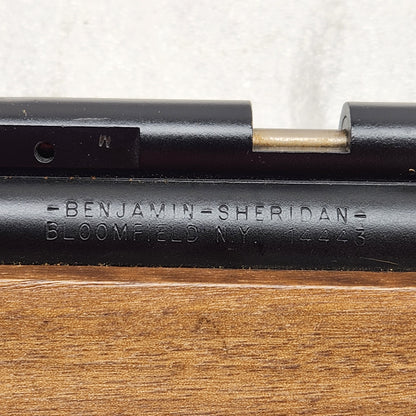 M
-BENJAMIN-SHERIDAN-
BLOOMFIELD N.Y. 14443